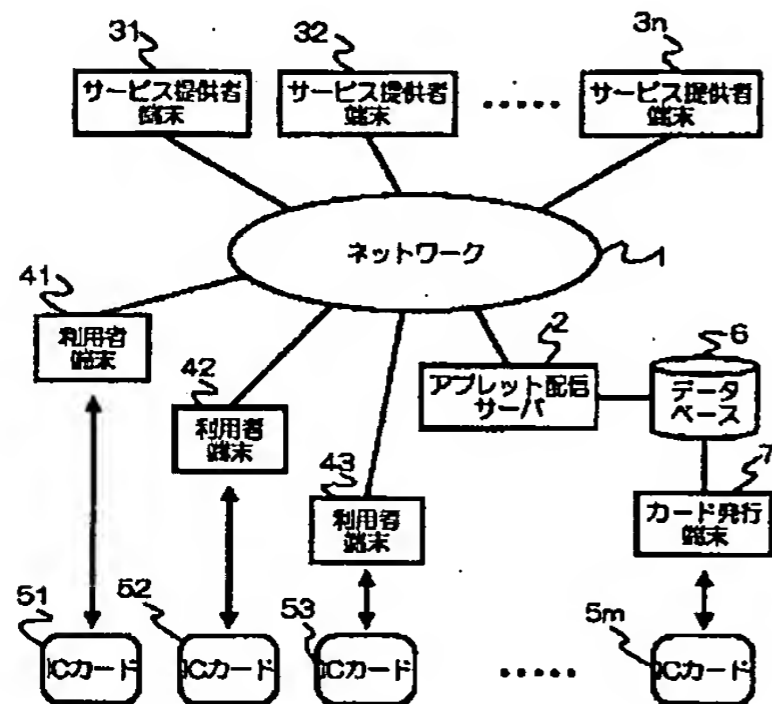 31
32
3n
サービス提供者
端末
サービス提供者
端末
.....
サービス提供者
端末
ネットワーク
1
41
利用者
端末
42
利用者
端末
43
利用者
端末
2
アプレット配信
サーバ
6
データ
ベース
7
カード発行
端末
51
ICカード
52
ICカード
53
ICカード
.....
5m
ICカード